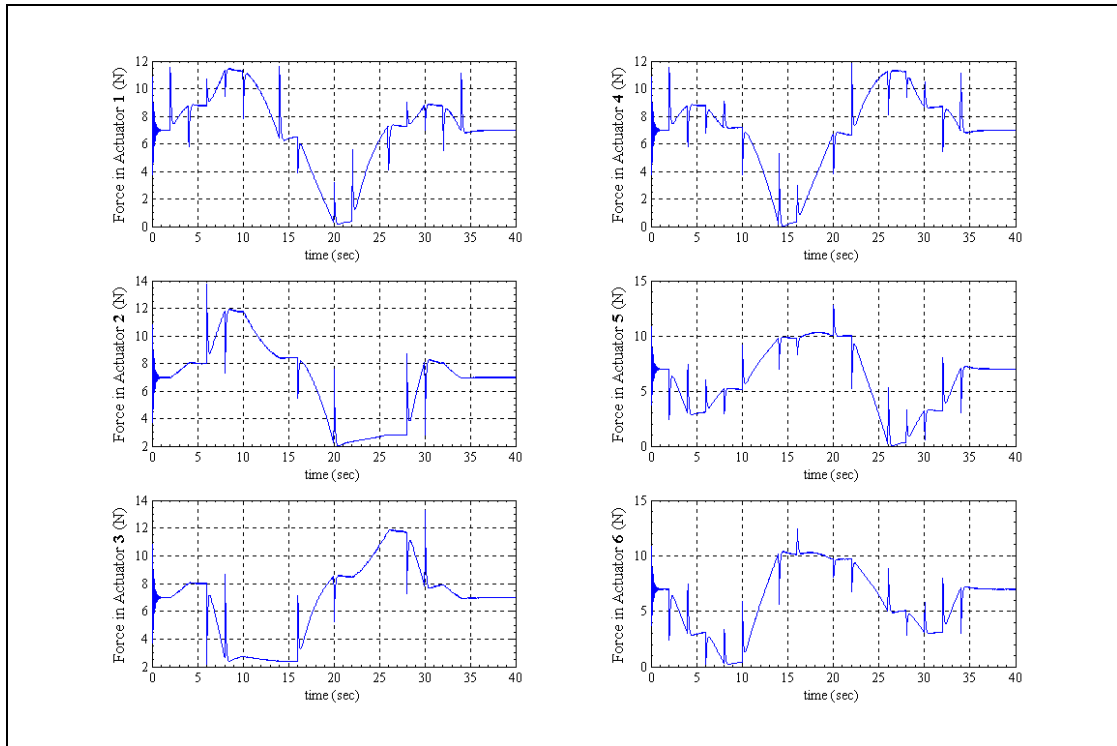 12
10
8
6
4
2
0
Force in Actuator 1 (N)
0 5 10 15 20 25 30 35 40
time (sec)
12
10
8
6
4
2
0
Force in Actuator 4 (N)
0 5 10 15 20 25 30 35 40
time (sec)
14
12
10
8
6
4
2
Force in Actuator 2 (N)
0 5 10 15 20 25 30 35 40
time (sec)
15
10
5
0
Force in Actuator 5 (N)
0 5 10 15 20 25 30 35 40
time (sec)
14
12
10
8
6
4
2
Force in Actuator 3 (N)
0 5 10 15 20 25 30 35 40
time (sec)
15
10
5
0
Force in Actuator 6 (N)
0 5 10 15 20 25 30 35 40
time (sec)